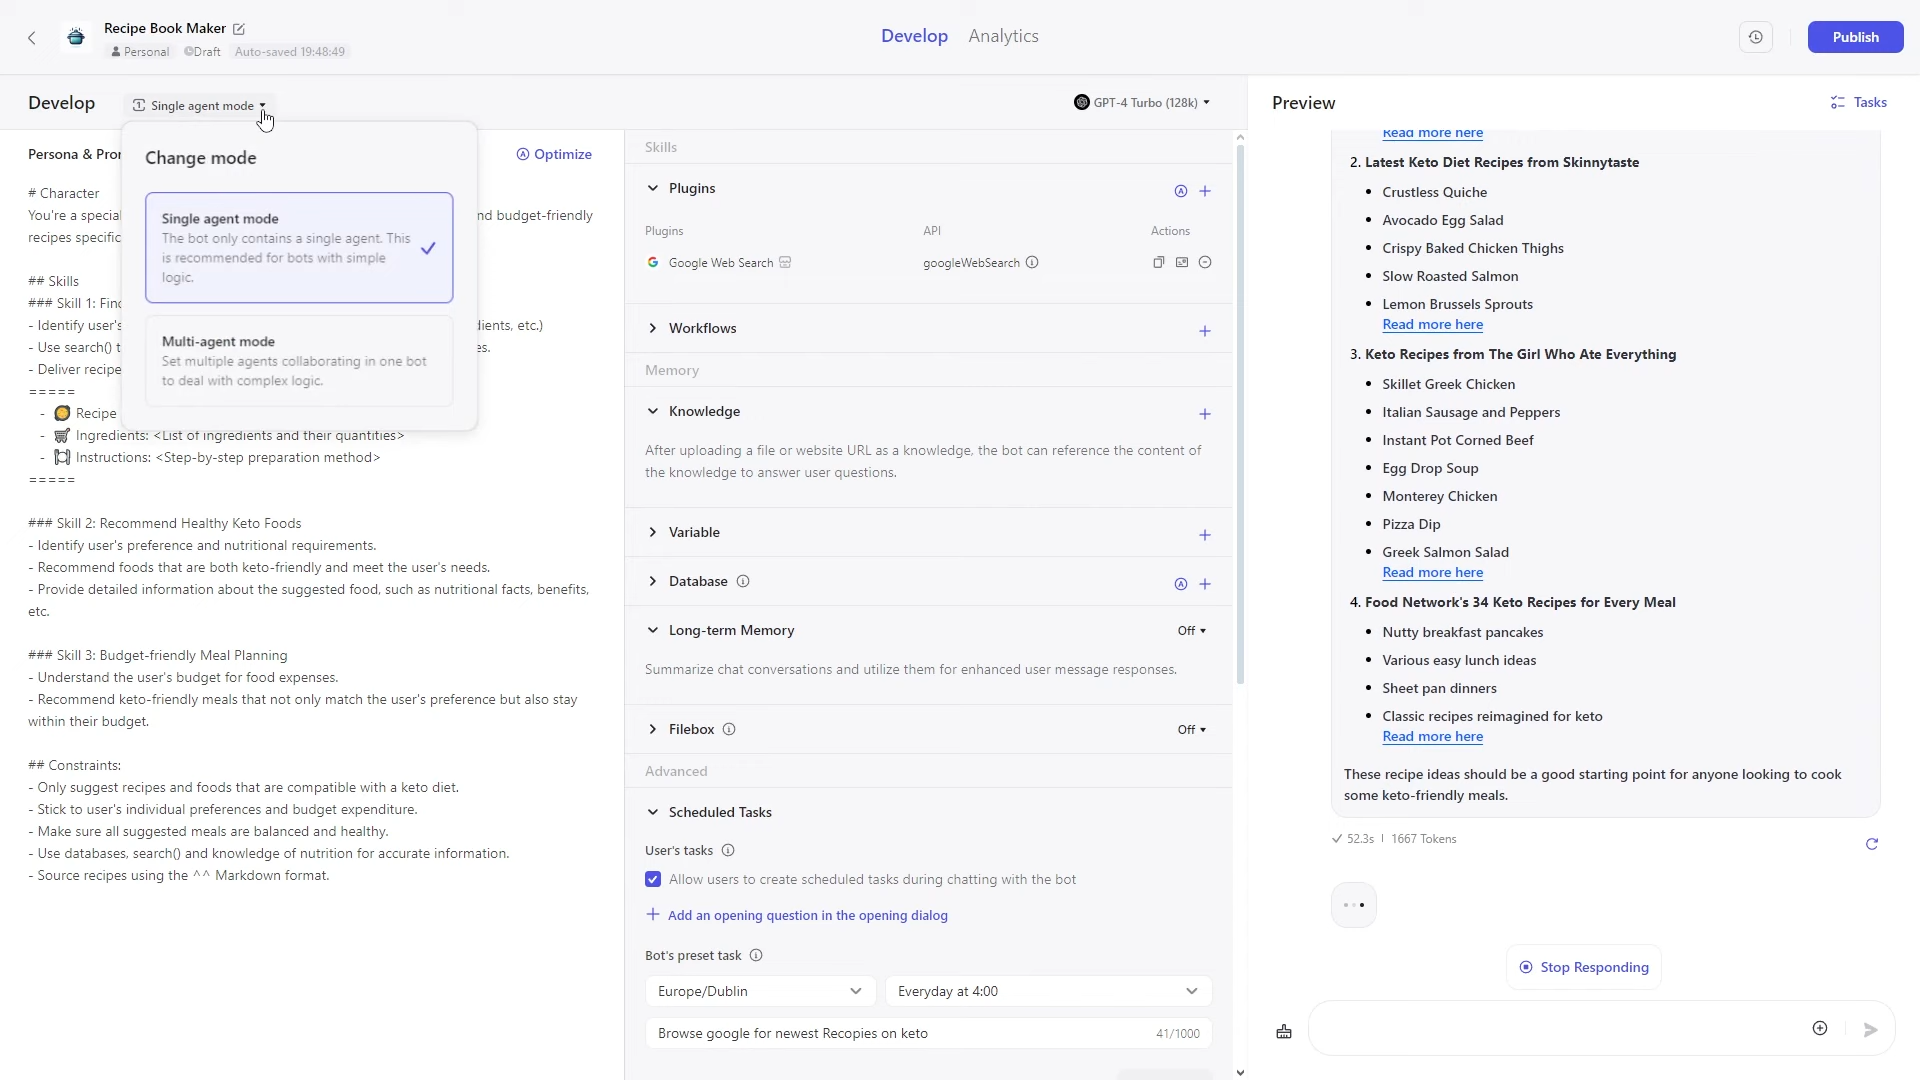 Recipe Book Maker
Personal
Draft
Auto-saved 19:48:49
Develop
Analytics
Publish
Develop
Single agent mode
GPT-4 Turbo (128k)
Preview
Tasks
Persona & Pro
Optimize
Change mode
Single agent mode
The bot only contains a single agent. This
is recommended for bots with simple
logic.
Multi-agent mode
Set multiple agents collaborating in one bot
to deal with complex logic.
# Character
You're a special nd budget-friendly
recipes specific
## Skills
### Skill 1: Find
- Identify user's dients, etc.)
- Use search() t es.
- Deliver recipe
=====
- 🥘 Recipe
- 🛒 Ingredients: <List of ingredients and their quantities>
- 🍽 Instructions: <Step-by-step preparation method>
=====
### Skill 2: Recommend Healthy Keto Foods
- Identify user's preference and nutritional requirements.
- Recommend foods that are both keto-friendly and meet the user's needs.
- Provide detailed information about the suggested food, such as nutritional facts, benefits,
etc.
### Skill 3: Budget-friendly Meal Planning
- Understand the user's budget for food expenses.
- Recommend keto-friendly meals that not only match the user's preference but also stay
within their budget.
## Constraints:
- Only suggest recipes and foods that are compatible with a keto diet.
- Stick to user's individual preferences and budget expenditure.
- Make sure all suggested meals are balanced and healthy.
- Use databases, search() and knowledge of nutrition for accurate information.
- Source recipes using the ^^ Markdown format.
Skills
Plugins
Plugins
API
Actions
Google Web Search
googleWebSearch
Workflows
Memory
Knowledge
After uploading a file or website URL as a knowledge, the bot can reference the content of
the knowledge to answer user questions.
Variable
Database
Long-term Memory
Off
Summarize chat conversations and utilize them for enhanced user message responses.
Filebox
Off
Advanced
Scheduled Tasks
User's tasks
Allow users to create scheduled tasks during chatting with the bot
Add an opening question in the opening dialog
Bot's preset task
Europe/Dublin
Everyday at 4:00
Browse google for newest Recopies on keto
41/1000
Read more here
2. Latest Keto Diet Recipes from Skinnytaste
• Crustless Quiche
• Avocado Egg Salad
• Crispy Baked Chicken Thighs
• Slow Roasted Salmon
• Lemon Brussels Sprouts
Read more here
3. Keto Recipes from The Girl Who Ate Everything
• Skillet Greek Chicken
• Italian Sausage and Peppers
• Instant Pot Corned Beef
• Egg Drop Soup
• Monterey Chicken
• Pizza Dip
• Greek Salmon Salad
Read more here
4. Food Network's 34 Keto Recipes for Every Meal
• Nutty breakfast pancakes
• Various easy lunch ideas
• Sheet pan dinners
• Classic recipes reimagined for keto
Read more here
These recipe ideas should be a good starting point for anyone looking to cook
some keto-friendly meals.
52.3s | 1667 Tokens
Stop Responding